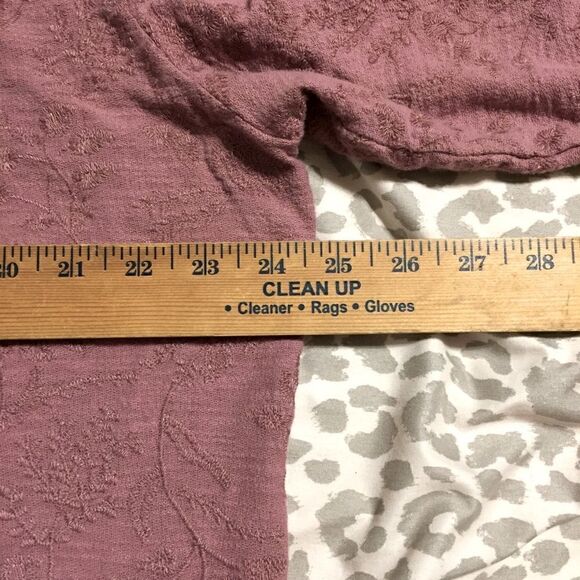 20 21 22 23 24 25 26 27 28
CLEAN UP
• Cleaner • Rags • Gloves